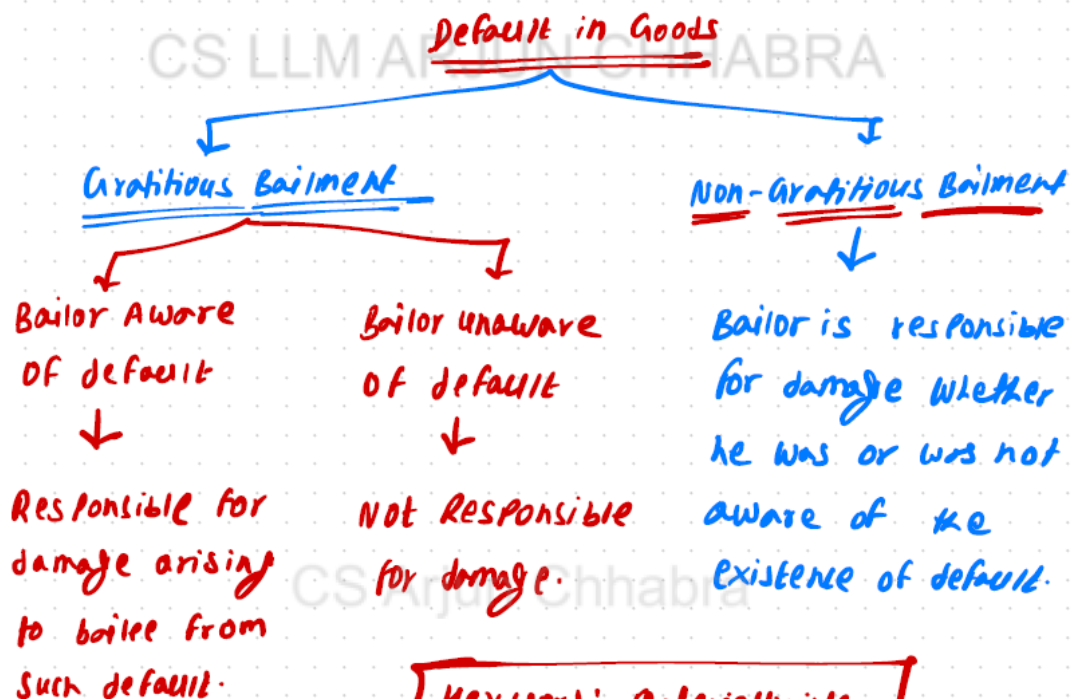 CS LLM ARJUN CHHABRA
Default in Goods
Gratitious Bailment
Non-Gratitious Bailment
Bailor Aware
Of default
Responsible for
damage arising
to bailee from
such default.
Bailor unaware
Of default
Not Responsible
for damage.
Bailor is responsible
for damage whether
he was or was not
aware of the
existence of default.
CS Arjun Chhabra